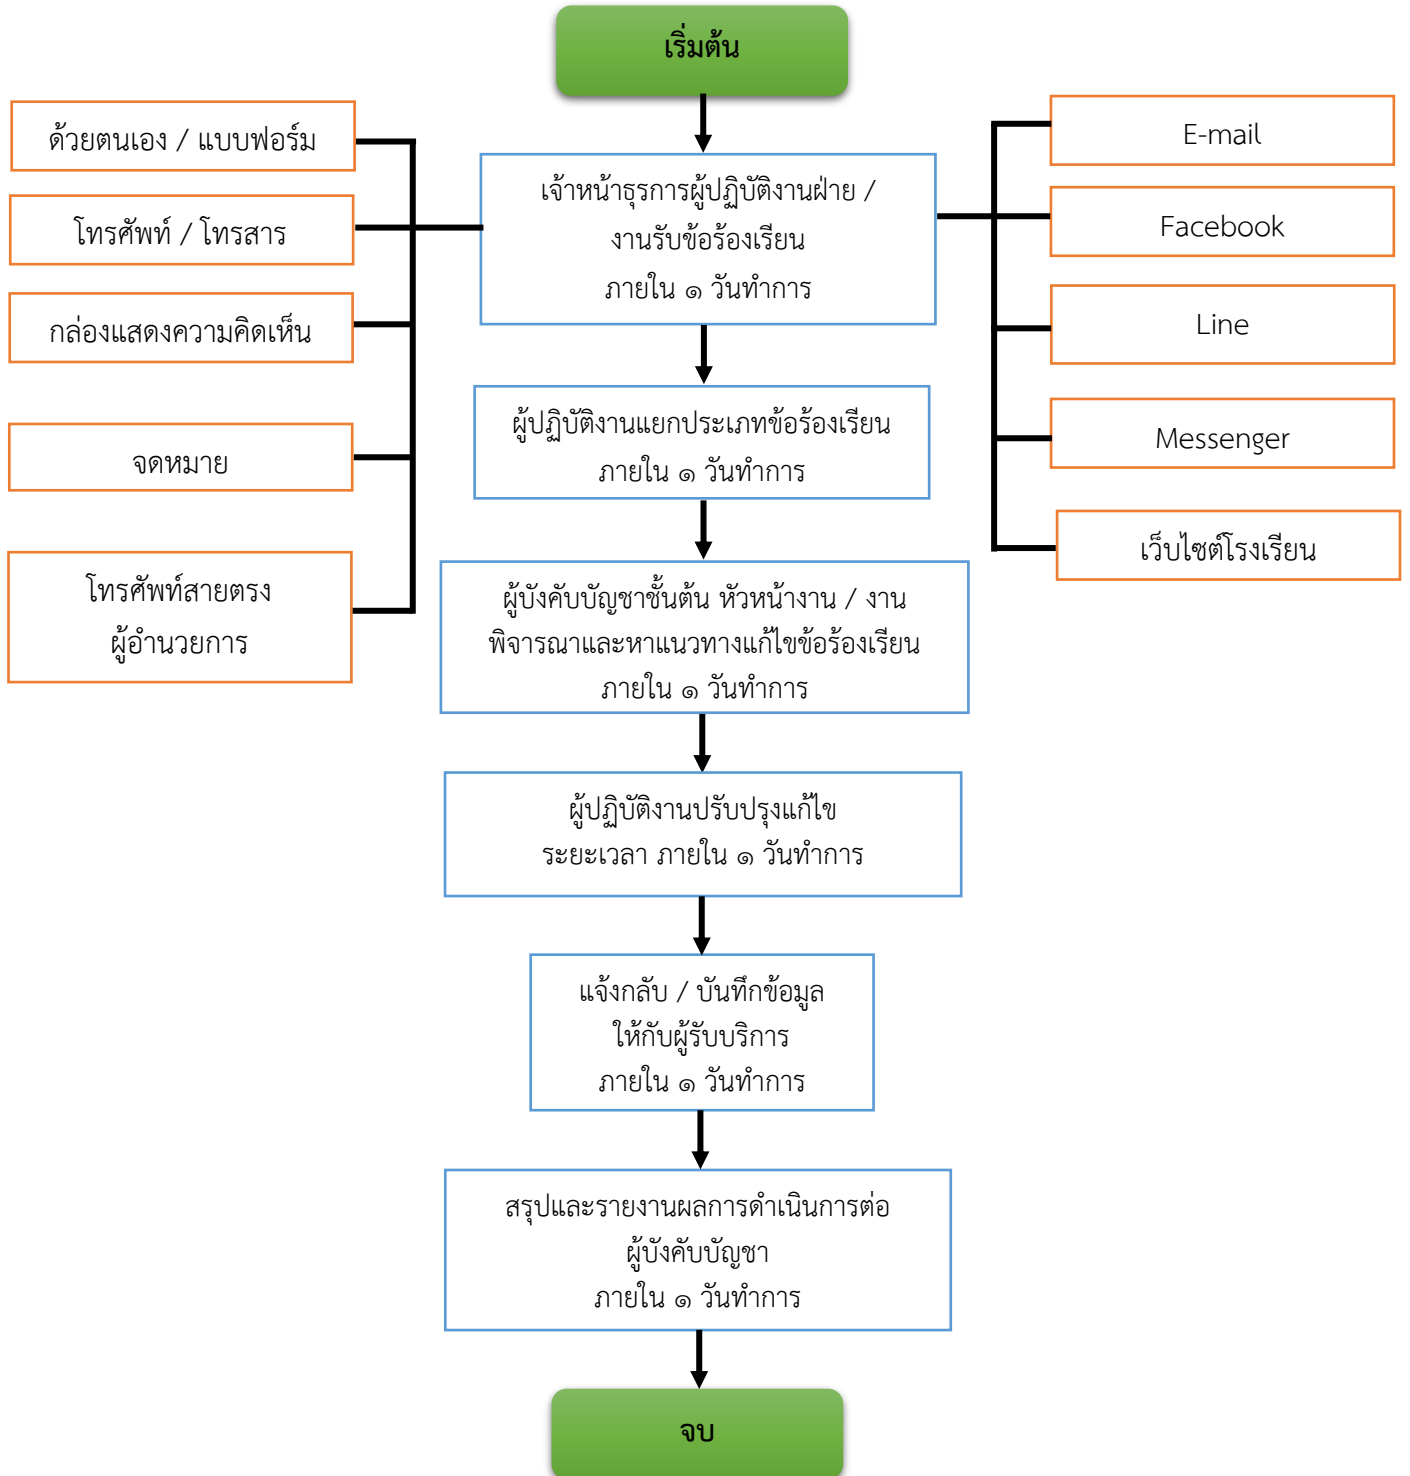 เริ่มต้น
ด้วยตนเอง / แบบฟอร์ม
โทรศัพท์ / โทรสาร
กล่องแสดงความคิดเห็น
จดหมาย
โทรศัพท์สายตรง
ผู้อำนวยการ
เจ้าหน้าธุรการผู้ปฏิบัติงานฝ่าย /
งานรับข้อร้องเรียน
ภายใน ๑ วันทำการ
E-mail
Facebook
Line
Messenger
เว็บไซต์โรงเรียน
ผู้ปฏิบัติงานแยกประเภทข้อร้องเรียน
ภายใน ๑ วันทำการ
ผู้บังคับบัญชาชั้นต้น หัวหน้างาน / งาน
พิจารณาและหาแนวทางแก้ไขข้อร้องเรียน
ภายใน ๑ วันทำการ
ผู้ปฏิบัติงานปรับปรุงแก้ไข
ระยะเวลา ภายใน ๑ วันทำการ
แจ้งกลับ / บันทึกข้อมูล
ให้กับผู้รับบริการ
ภายใน ๑ วันทำการ
สรุปและรายงานผลการดำเนินการต่อ
ผู้บังคับบัญชา
ภายใน ๑ วันทำการ
จบ